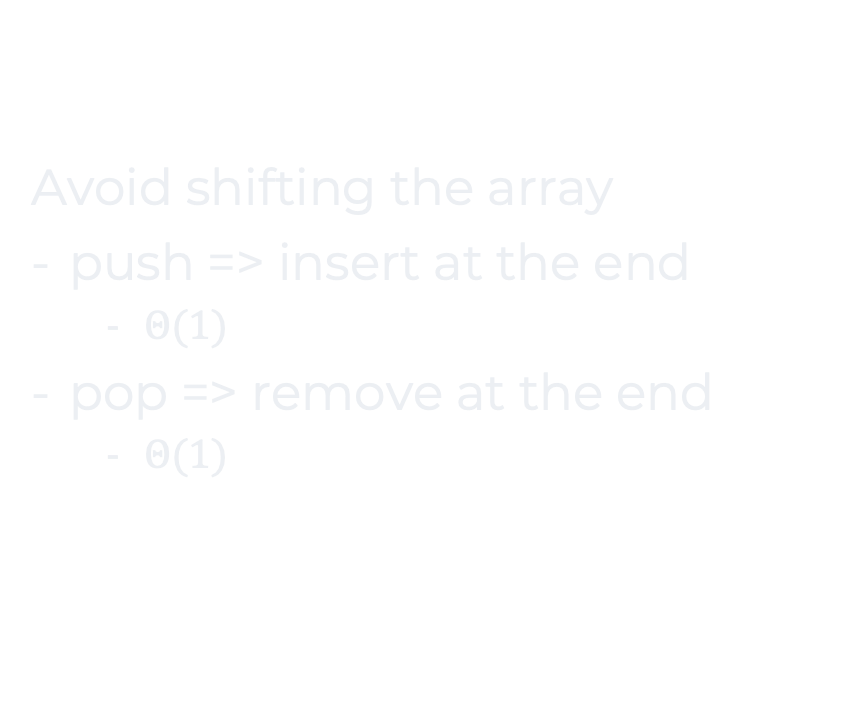 Avoid shifting the array
- push => insert at the end
- Θ(1)
- pop => remove at the end
- Θ(1)